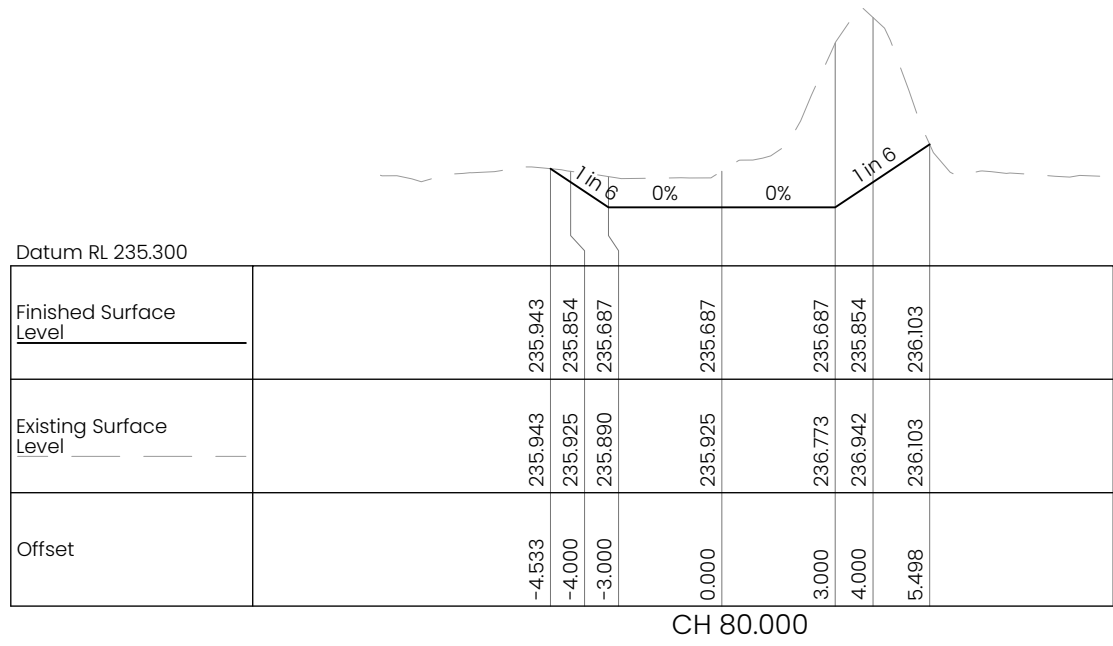 1 in 6
0%
0%
1 in 6
Datum RL 235.300
Finished Surface
Level
235.943
235.854
235.687
235.687
235.687
235.854
236.103
Existing Surface
Level
235.943
235.925
235.890
235.925
236.773
236.942
236.103
Offset
-4.533
-4.000
-3.000
0.000
3.000
4.000
5.498
CH 80.000